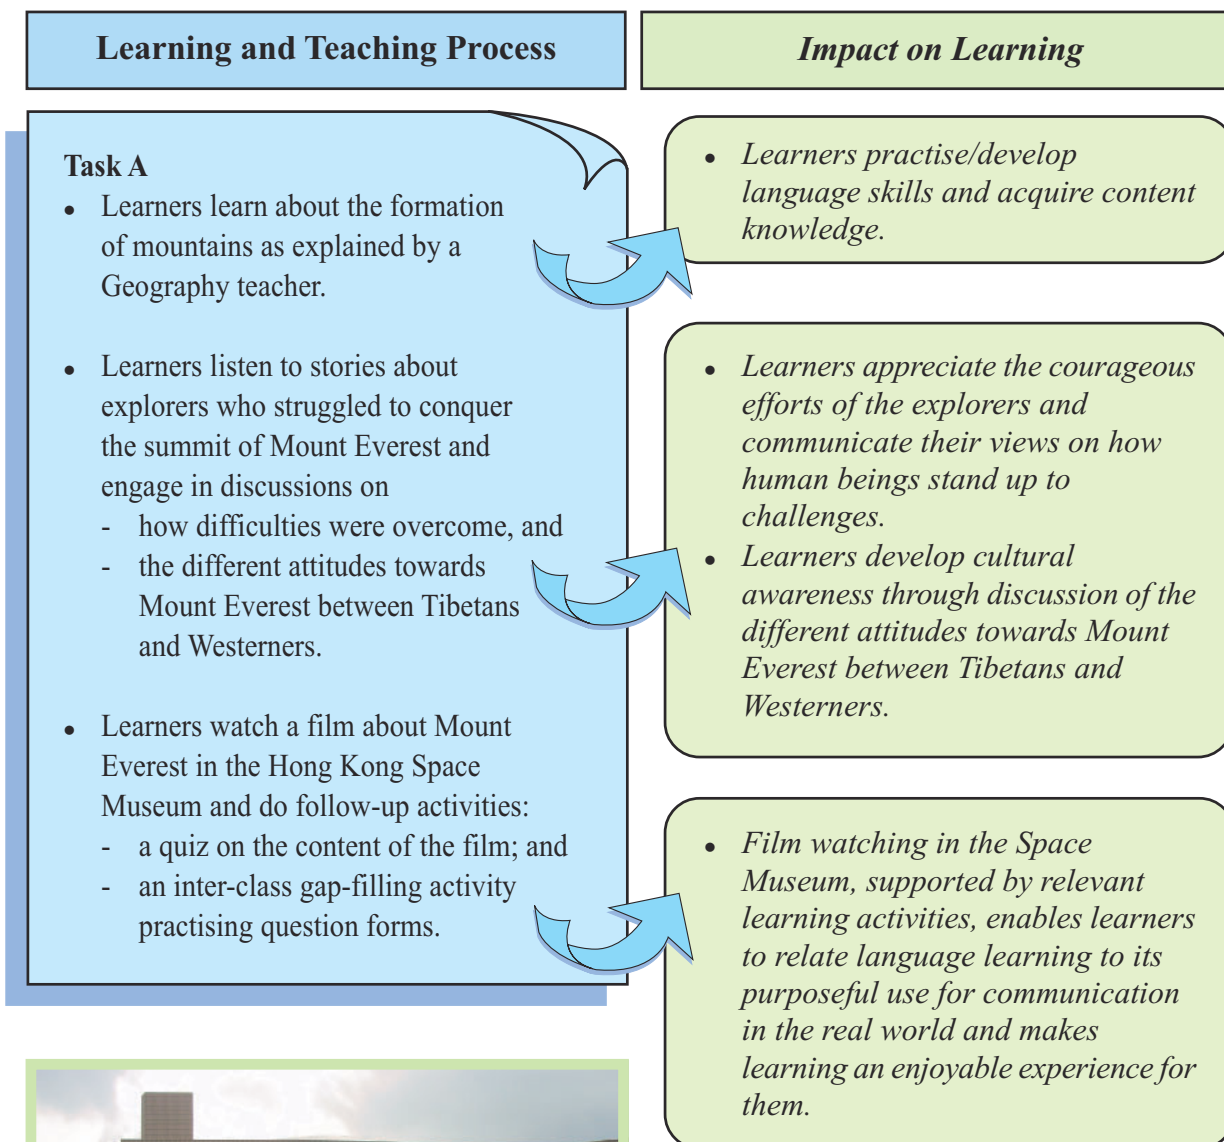 Learning and Teaching Process
Impact on Learning
Task A
• Learners learn about the formation
of mountains as explained by a
Geography teacher.
• Learners listen to stories about
explorers who struggled to conquer
the summit of Mount Everest and
engage in discussions on
- how difficulties were overcome, and
- the different attitudes towards
Mount Everest between Tibetans
and Westerners.
• Learners watch a film about Mount
Everest in the Hong Kong Space
Museum and do follow-up activities:
- a quiz on the content of the film; and
- an inter-class gap-filling activity
practising question forms.
• Learners practise/develop
language skills and acquire content
knowledge.
• Learners appreciate the courageous
efforts of the explorers and
communicate their views on how
human beings stand up to
challenges.
• Learners develop cultural
awareness through discussion of the
different attitudes towards Mount
Everest between Tibetans and
Westerners.
• Film watching in the Space
Museum, supported by relevant
learning activities, enables learners
to relate language learning to its
purposeful use for communication
in the real world and makes
learning an enjoyable experience for
them.